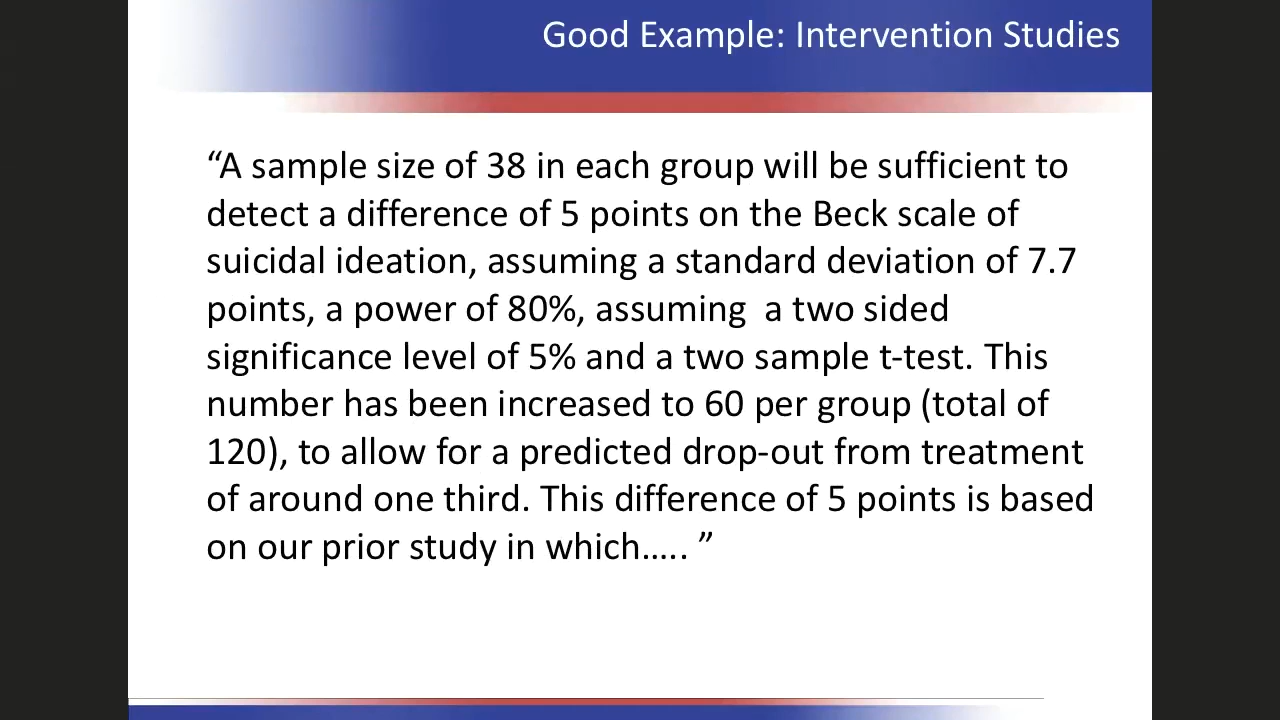 Good Example: Intervention Studies
“A sample size of 38 in each group will be sufficient to
detect a difference of 5 points on the Beck scale of
suicidal ideation, assuming a standard deviation of 7.7
points, a power of 80%, assuming  a two sided
significance level of 5% and a two sample t-test. This
number has been increased to 60 per group (total of
120), to allow for a predicted drop-out from treatment
of around one third. This difference of 5 points is based
on our prior study in which….. ”